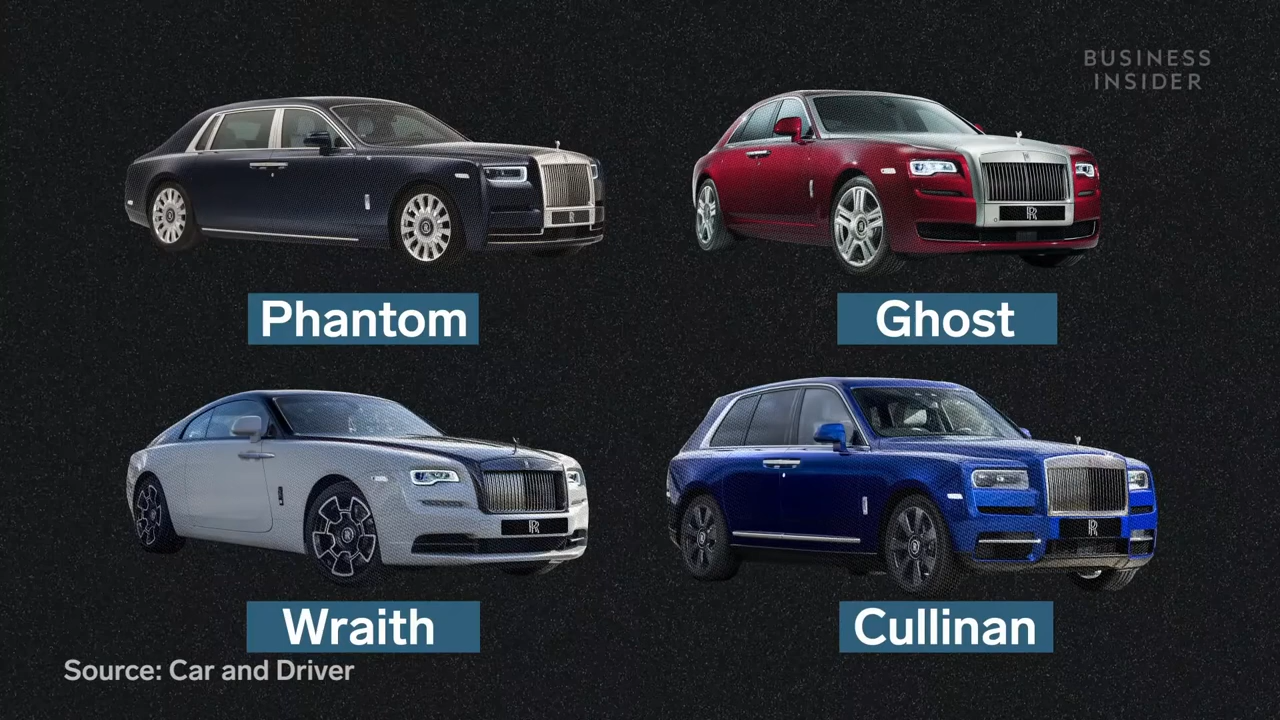 BUSINESS
INSIDER
Phantom
Ghost
Wraith
Cullinan
Source: Car and Driver